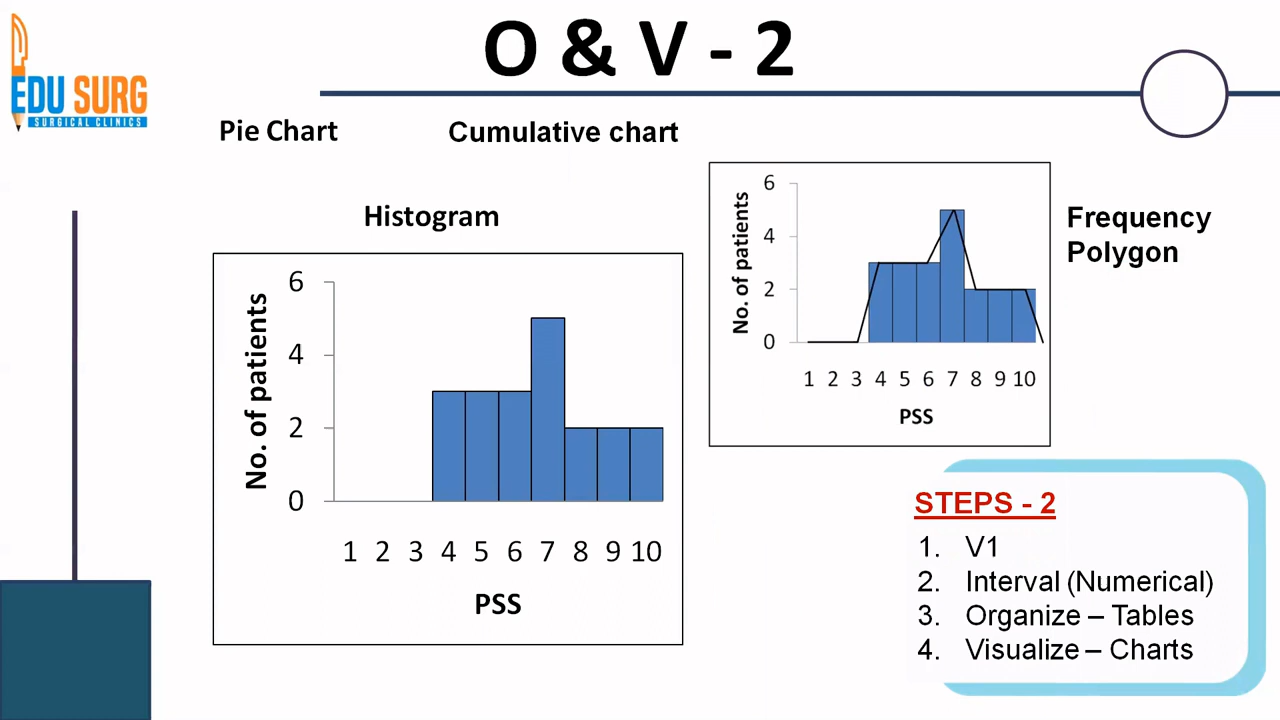 O & V - 2
EDU SURG
SURGICAL CLINICS
Pie Chart
Cumulative chart
Histogram
6
4
2
0
No. of patients
1 2 3 4 5 6 7 8 9 10
PSS
6
4
2
0
No. of patients
1 2 3 4 5 6 7 8 9 10
PSS
Frequency
Polygon
STEPS - 2
1. V1
2. Interval (Numerical)
3. Organize – Tables
4. Visualize – Charts